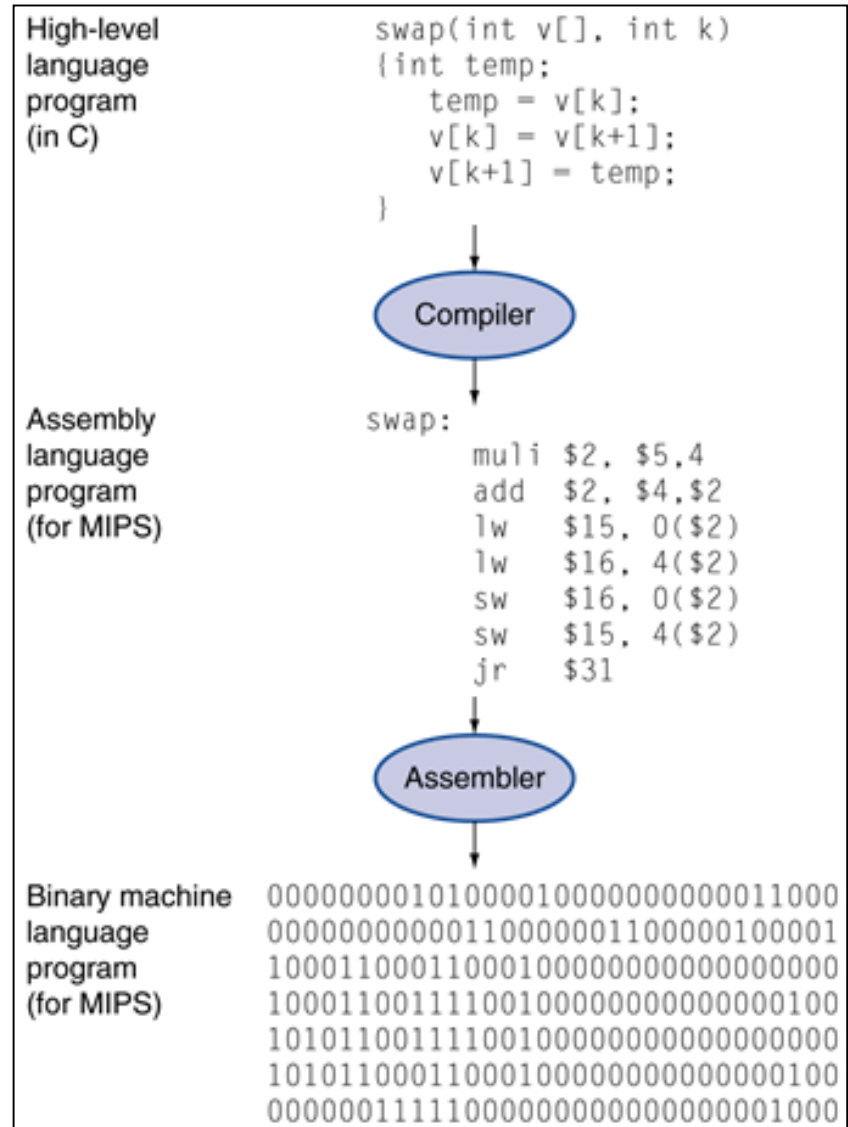 High-level swap(int v[], int k)
language {int temp;
program temp = v[k];
(in C) v[k] = v[k+1];
v[k+1] = temp;
}
Compiler
Assembly swap:
language muli $2, $5,4
program add $2, $4,$2
(for MIPS) lw $15, 0($2)
lw $16, 4($2)
sw $16, 0($2)
sw $15, 4($2)
jr $31
Assembler
Binary machine 00000000101000010000000000011000
language 00000000000110000001100000100001
program 10001100011000100000000000000000
(for MIPS) 10001100111100100000000000000100
10101100111100100000000000000000
10101100011000100000000000000100
00000011111000000000000000001000